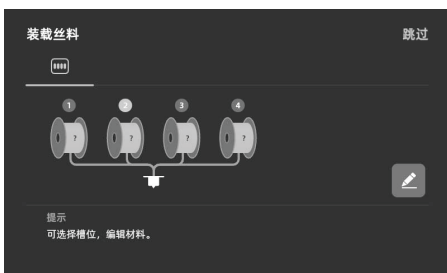 装载丝料
跳过
1 2 3 4
? ? ? ?
提示
可选择槽位，编辑材料。